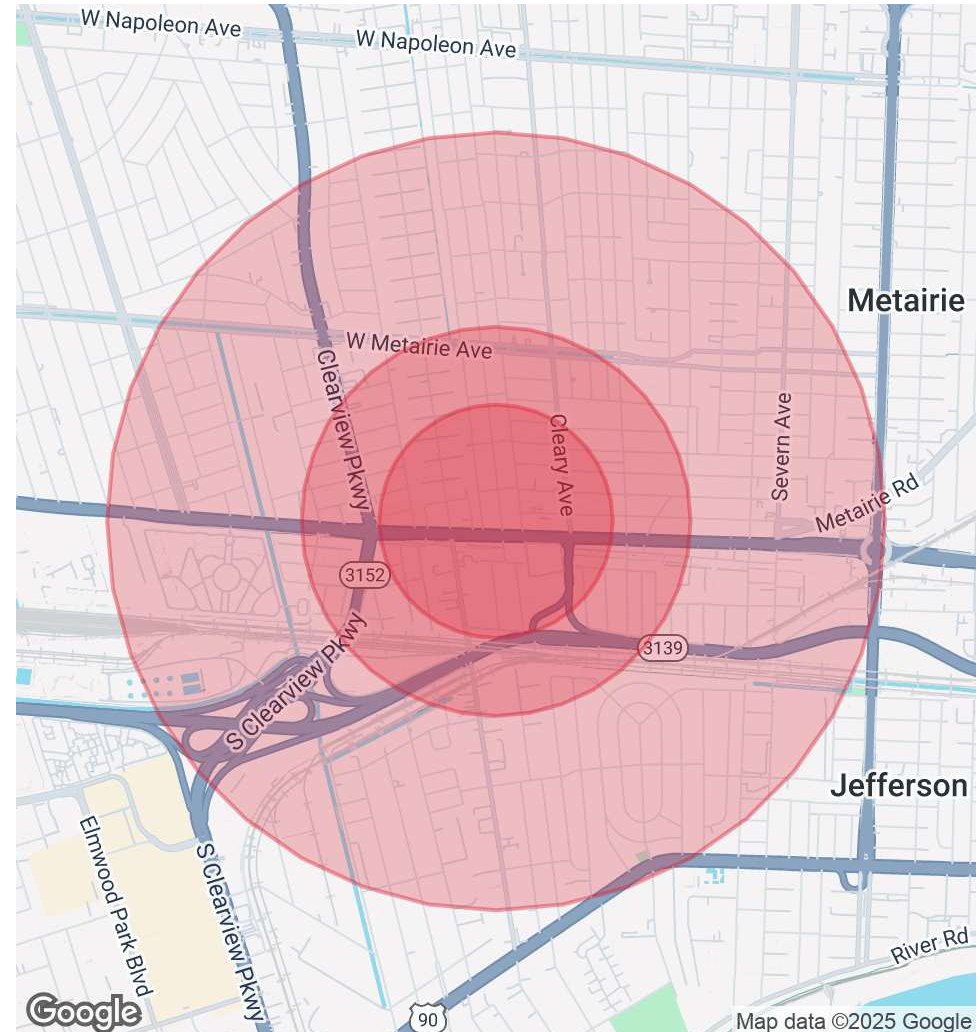 W Napoleon Ave
W Napoleon Ave
Metairie
W Metairie Ave
Clearview Pkwy
Cleary Ave
Severn Ave
Metairie Rd
3152
3139
S Clearview Pkwy
Jefferson
Elmwood Park Blvd
S Clearview Pkwy
River Rd
90
Google
Map data ©2025 Google